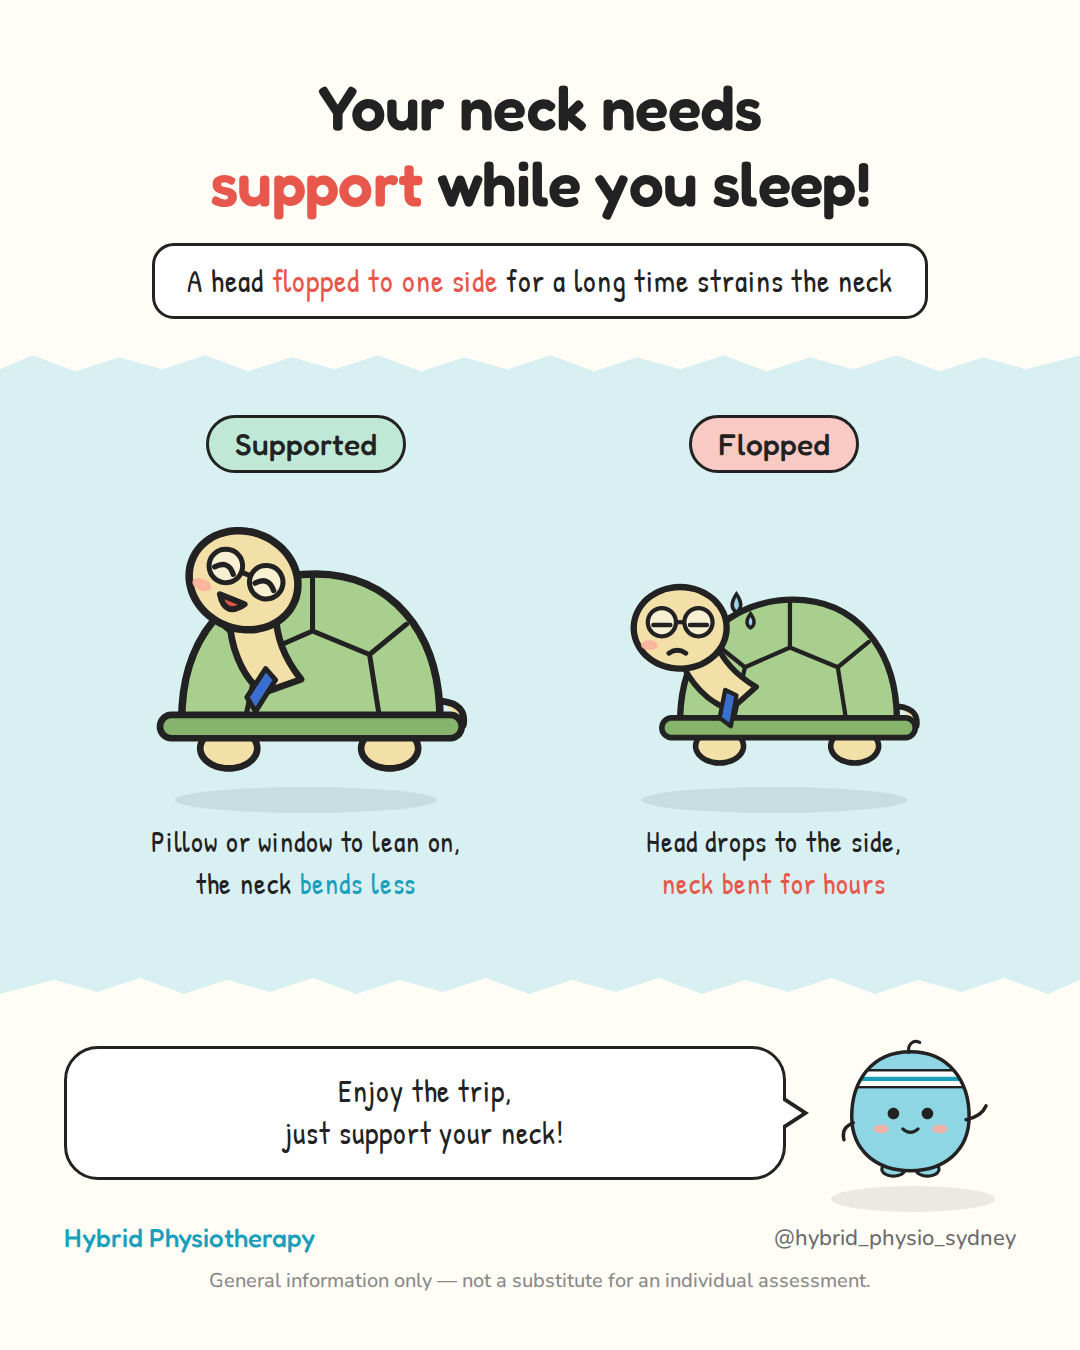 Your neck needs
support while you sleep!
A head flopped to one side for a long time strains the neck
Supported
Flopped
Pillow or window to lean on,
the neck bends less
Head drops to the side,
neck bent for hours
Enjoy the trip,
just support your neck!
Hybrid Physiotherapy
@hybrid_physio_sydney
General information only — not a substitute for an individual assessment.